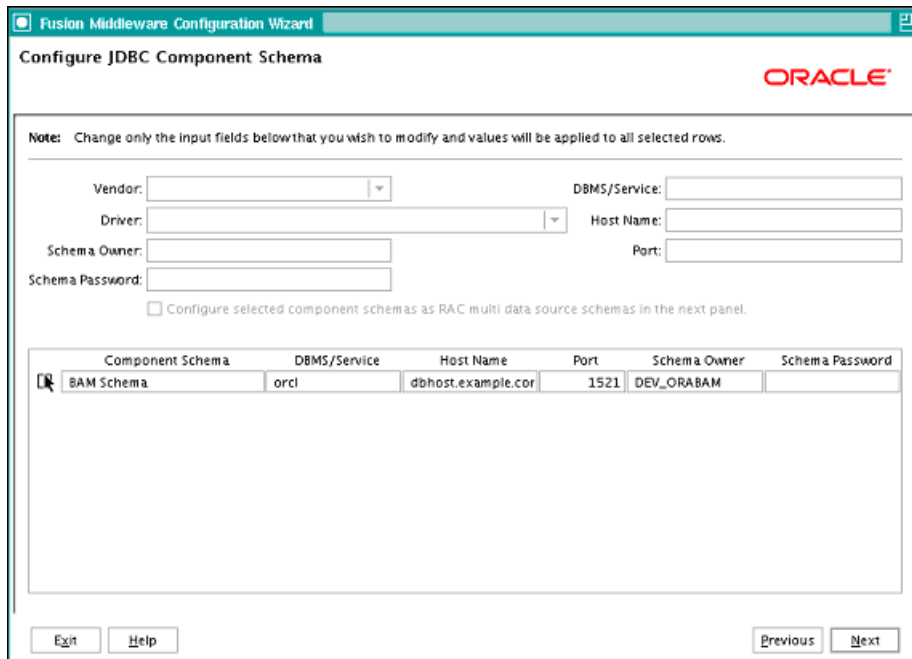 Fusion Middleware Configuration Wizard
Configure JDBC Component Schema
ORACLE
Note: Change only the input fields below that you wish to modify and values will be applied to all selected rows.
Vendor: DBMS/Service:
Driver: Host Name:
Schema Owner: Port:
Schema Password:
Configure selected component schemas as RAC multi data source schemas in the next panel.
Component Schema DBMS/Service Host Name Port Schema Owner Schema Password
BAM Schema orcl dbhost.example.cor 1521 DEV_ORABAM
Exit Help Previous Next